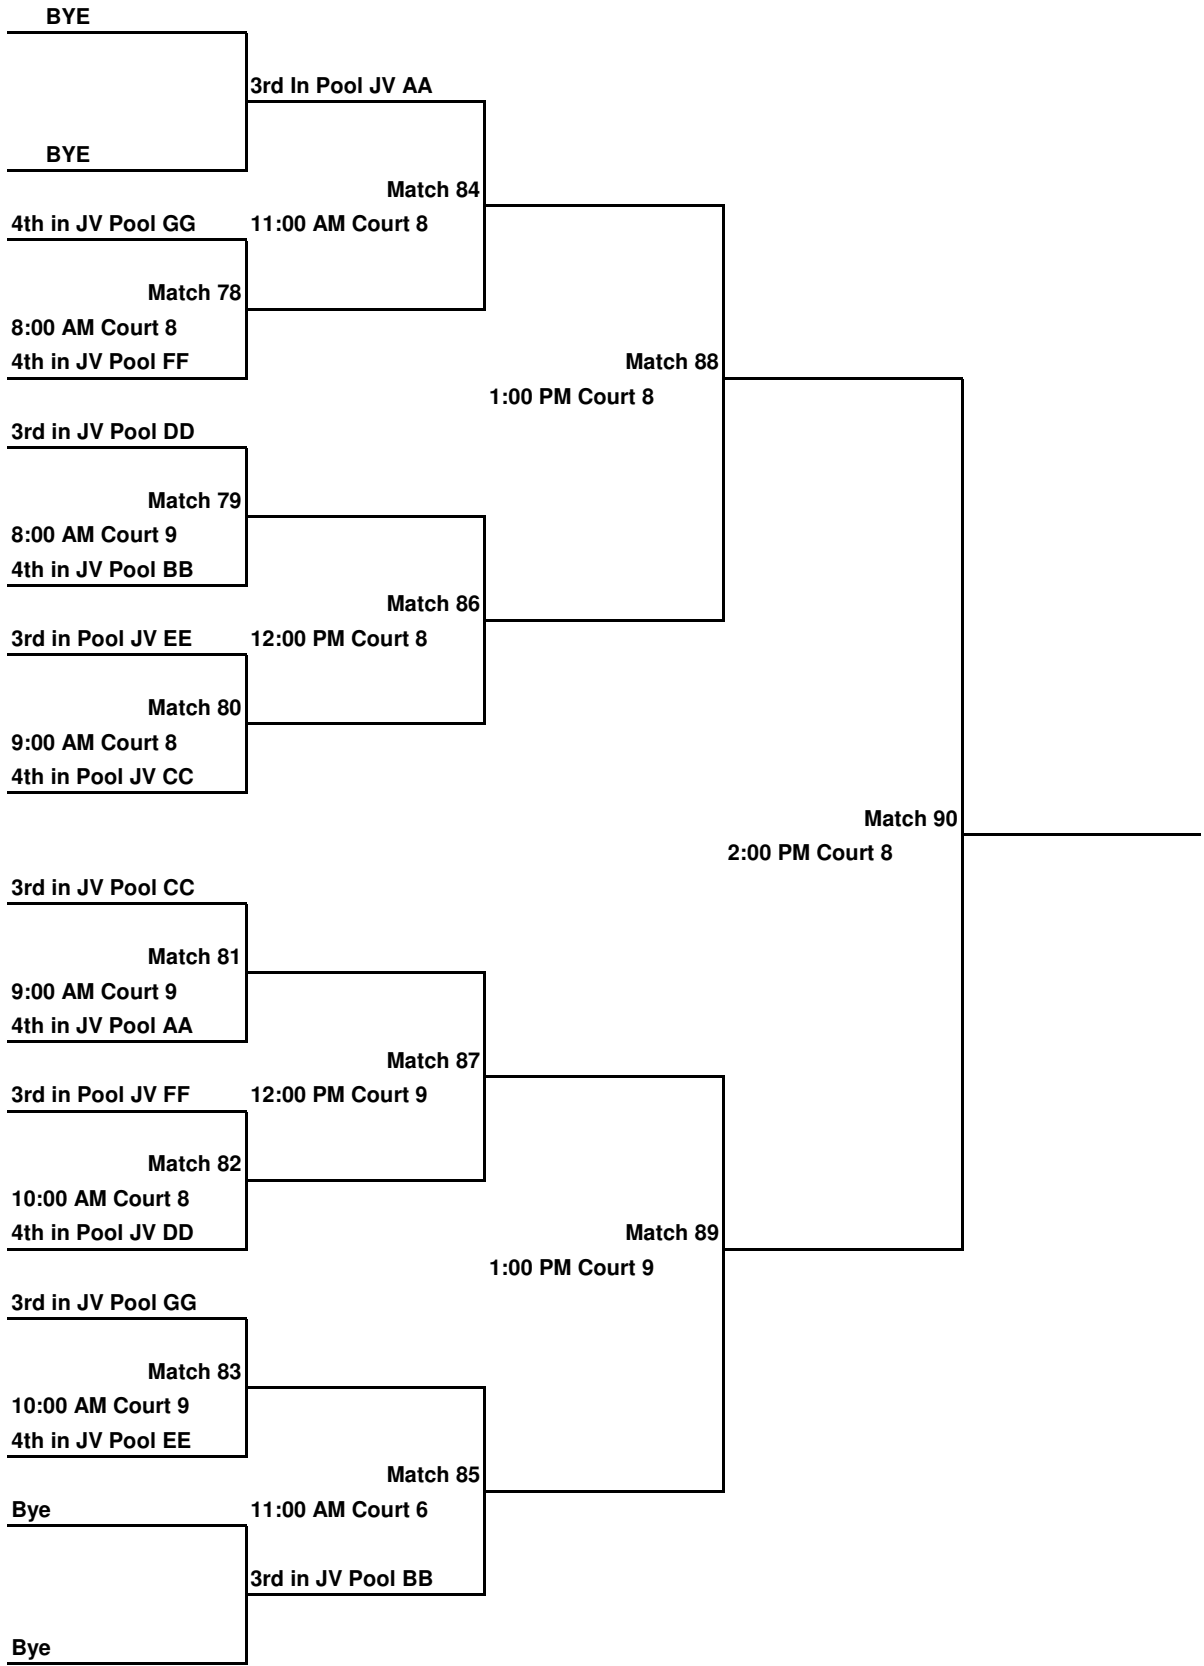 BYE
3rd In Pool JV AA
BYE
Match 84
4th in JV Pool GG
11:00 AM Court 8
Match 78
8:00 AM Court 8
4th in JV Pool FF
Match 88
1:00 PM Court 8
3rd in JV Pool DD
Match 79
8:00 AM Court 9
4th in JV Pool BB
Match 86
3rd in Pool JV EE
12:00 PM Court 8
Match 80
9:00 AM Court 8
4th in Pool JV CC
Match 90
2:00 PM Court 8
3rd in JV Pool CC
Match 81
9:00 AM Court 9
4th in JV Pool AA
Match 87
3rd in Pool JV FF
12:00 PM Court 9
Match 82
10:00 AM Court 8
4th in Pool JV DD
Match 89
1:00 PM Court 9
3rd in JV Pool GG
Match 83
10:00 AM Court 9
4th in JV Pool EE
Match 85
Bye
11:00 AM Court 6
3rd in JV Pool BB
Bye